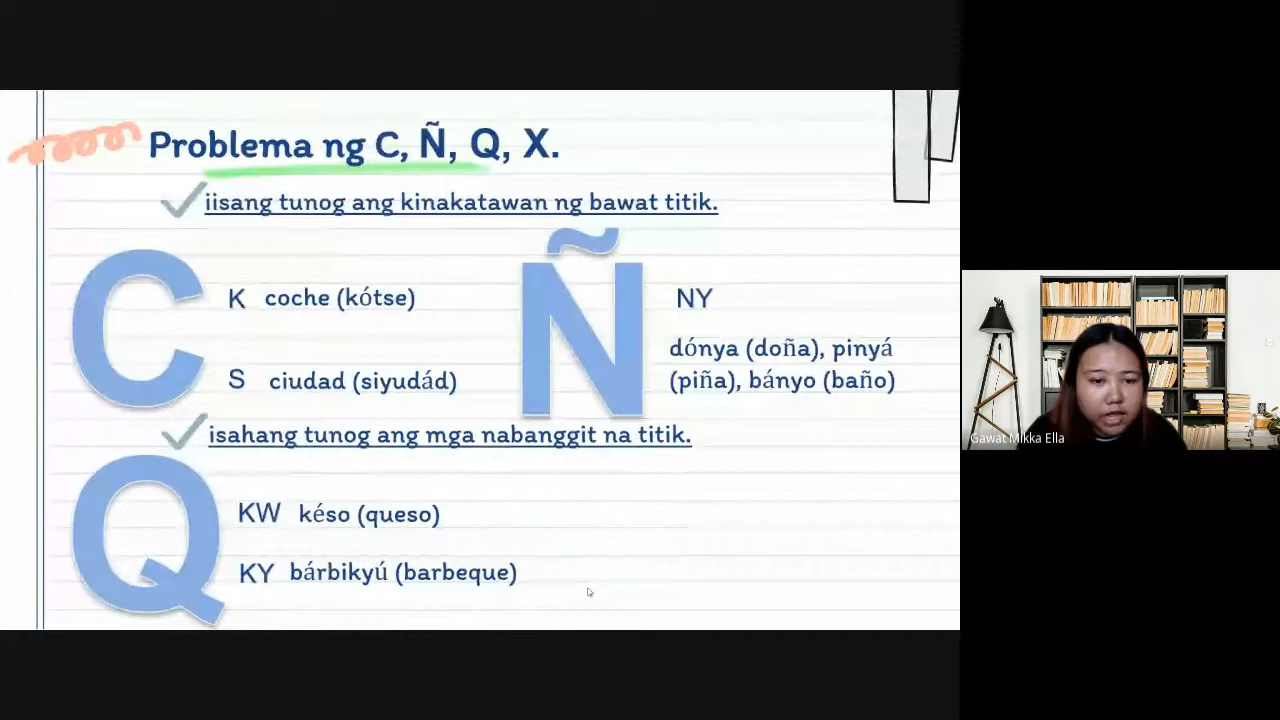 Problema ng C, Ñ, Q, X.
iisang tunog ang kinakatawan ng bawat titik.
C
K coche (kótse)
S ciudad (siyudád)
Ñ
NY
dónya (doña), pinyá
(piña), bányo (baño)
isahang tunog ang mga nabanggit na titik.
Q
KW késo (queso)
KY bárbikyú (barbeque)
Gawat Mikka Ella